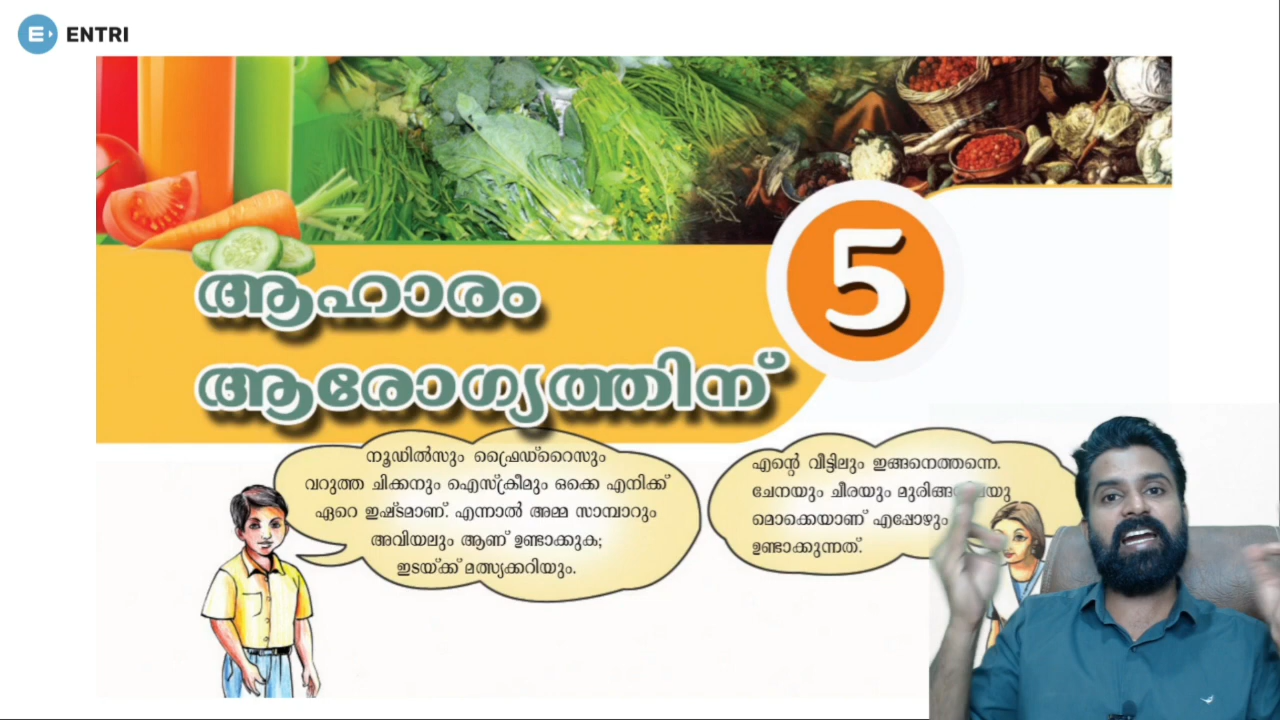 ENTRI
5
ആഹാരം
ആരോഗ്യത്തിന്
നൂഡിൽസും ഫ്രൈഡ്റൈസും
വറുത്ത ചിക്കനും ഐസ്ക്രീമും ഒക്കെ എനിക്ക്
ഏറെ ഇഷ്ടമാണ്. എന്നാൽ അമ്മ സാമ്പാറും
അവിയലും ആണ് ഉണ്ടാക്കുക;
ഇടയ്ക്ക് മത്സ്യക്കറിയും.
എന്റെ വീട്ടിലും ഇങ്ങനെത്തന്നെ.
ചേനയും ചീരയും
മൊക്കെയാണ് എപ്പോഴും
ഉണ്ടാക്കുന്നത്.